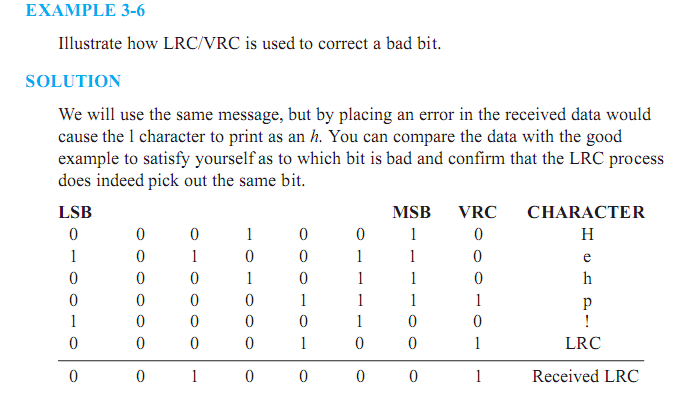 EXAMPLE 3-6
Illustrate how LRC/VRC is used to correct a bad bit.
SOLUTION
We will use the same message, but by placing an error in the received data would
cause the l character to print as an h. You can compare the data with the good
example to satisfy yourself as to which bit is bad and confirm that the LRC process
does indeed pick out the same bit.
LSB MSB VRC CHARACTER
0 0 0 1 0 0 1 0 H
1 0 1 0 0 1 1 0 e
0 0 0 1 0 1 1 0 h
0 0 0 0 1 1 1 1 p
1 0 0 0 0 1 0 0 !
0 0 0 0 1 0 0 1 LRC
0 0 1 0 0 0 0 1 Received LRC